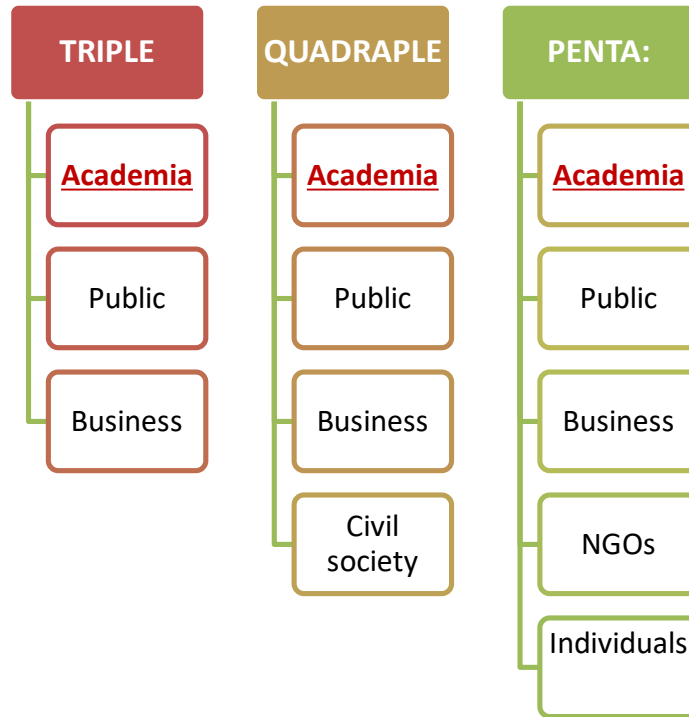 TRIPLE
Academia
Public
Business
QUADRAPLE
Academia
Public
Business
Civil
society
PENTA:
Academia
Public
Business
NGOs
Individuals